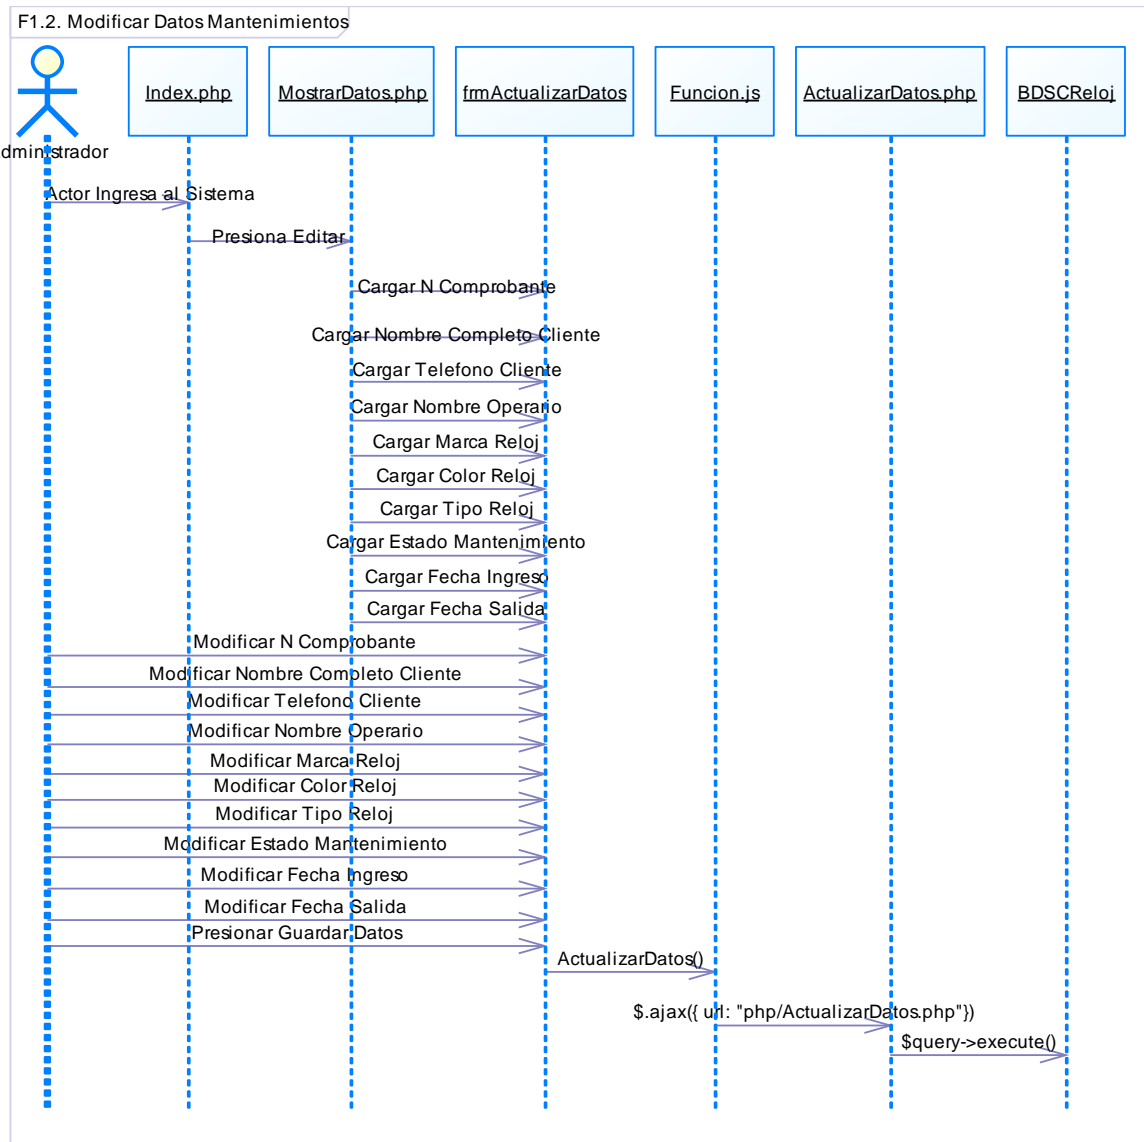 F1.2. Modificar Datos Mantenimientos
Index.php
MostrarDatos.php
frmActualizarDatos
Funcion.js
ActualizarDatos.php
BDSCReloj
dministrador
Actor Ingresa al Sistema
Presiona Editar
Cargar N Comprobante
Cargar Nombre Completo Cliente
Cargar Telefono Cliente
Cargar Nombre Operario
Cargar Marca Reloj
Cargar Color Reloj
Cargar Tipo Reloj
Cargar Estado Mantenimiento
Cargar Fecha Ingreso
Cargar Fecha Salida
Modificar N Comprobante
Modificar Nombre Completo Cliente
Modificar Telefono Cliente
Modificar Nombre Operario
Modificar Marca Reloj
Modificar Color Reloj
Modificar Tipo Reloj
Modificar Estado Mantenimiento
Modificar Fecha Ingreso
Modificar Fecha Salida
Presionar Guardar Datos
ActualizarDatos()
$.ajax({ url: "php/ActualizarDatos.php"})
$query->execute()